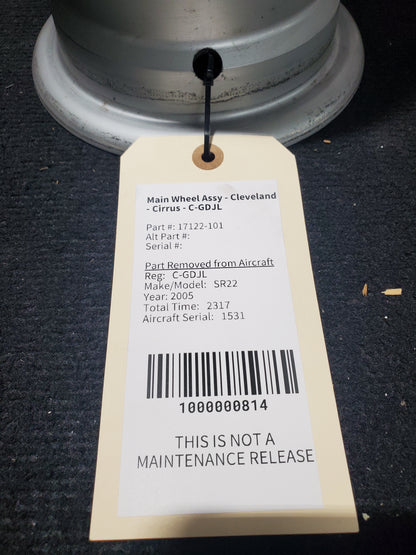 Main Wheel Assy - Cleveland
- Cirrus - C-GDJL
Part #: 17122-101
Alt Part #:
Serial #:
Part Removed from Aircraft
Reg: C-GDJL
Make/Model: SR22
Year: 2005
Total Time: 2317
Aircraft Serial: 1531
1000000814
THIS IS NOT A
MAINTENANCE RELEASE